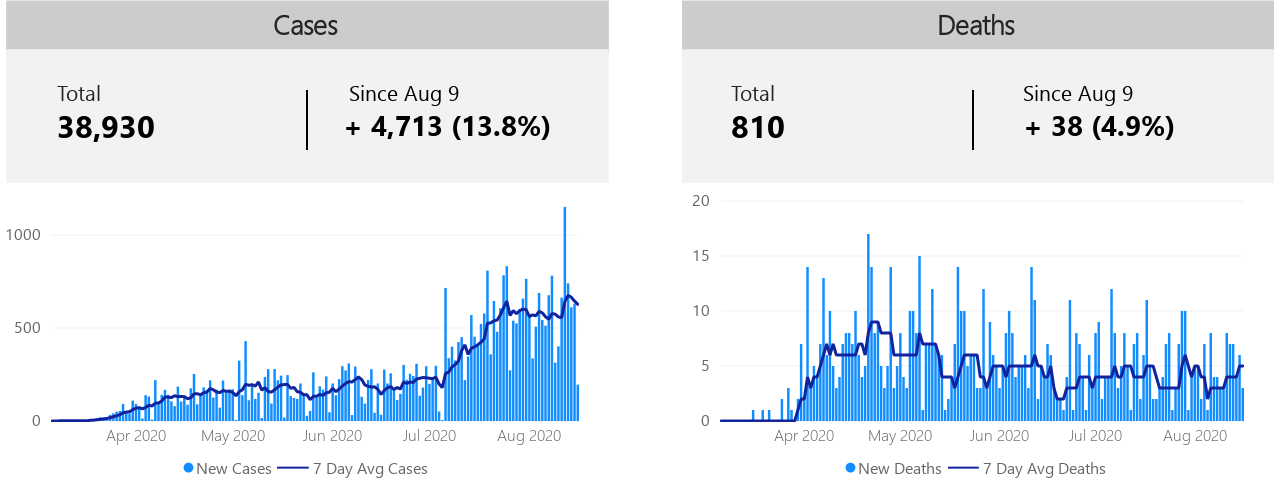 Cases
Total
38,930
Since Aug 9
+ 4,713 (13.8%)
1000
500
0
Apr 2020 May 2020 Jun 2020 Jul 2020 Aug 2020
New Cases 7 Day Avg Cases
Deaths
Total
810
Since Aug 9
+ 38 (4.9%)
20
15
10
5
0
Apr 2020 May 2020 Jun 2020 Jul 2020 Aug 2020
New Deaths 7 Day Avg Deaths